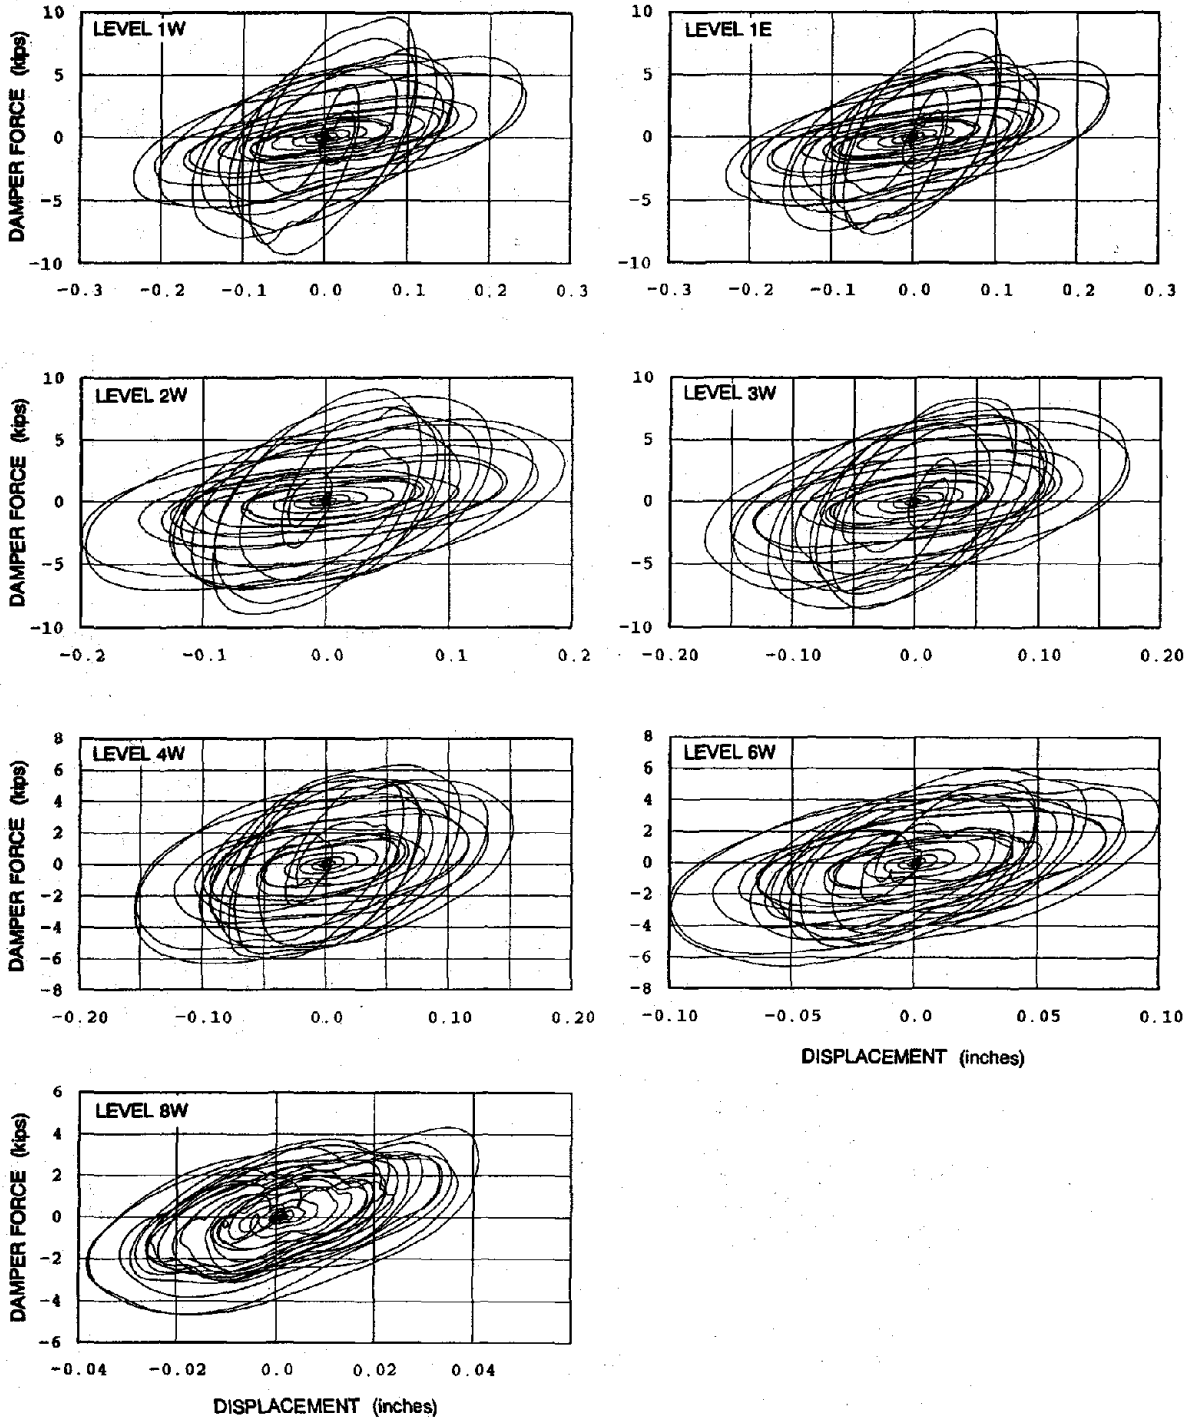 LEVEL 1W
LEVEL 1E
DAMPER FORCE (kips)
10
5
0
-5
-10
-0.3 -0.2 -0.1 0.0 0.1 0.2 0.3
10
5
0
-5
-10
-0.3 -0.2 -0.1 0.0 0.1 0.2 0.3
LEVEL 2W
LEVEL 3W
DAMPER FORCE (kips)
10
5
0
-5
-10
-0.2 -0.1 0.0 0.1 0.2
10
5
0
-5
-10
-0.20 -0.10 0.0 0.10 0.20
LEVEL 4W
LEVEL 6W
DAMPER FORCE (kips)
8
6
4
2
0
-2
-4
-6
-8
-0.20 -0.10 0.0 0.10 0.20
8
6
4
2
0
-2
-4
-6
-8
-0.10 -0.05 0.0 0.05 0.10
DISPLACEMENT (inches)
LEVEL 8W
DAMPER FORCE (kips)
6
4
2
0
-2
-4
-6
-0.04 -0.02 0.0 0.02 0.04
DISPLACEMENT (inches)